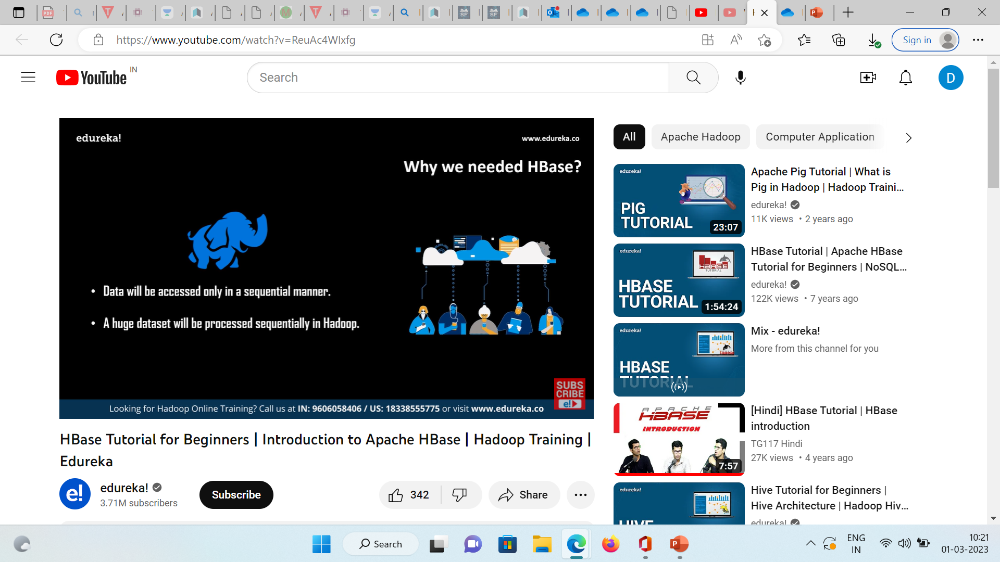 https://www.youtube.com/watch?v=ReuAc4WIxfg
Sign in
YouTube IN
Search
D
edureka!
www.edureka.co
Why we needed HBase?
• Data will be accessed only in a sequential manner.
• A huge dataset will be processed sequentially in Hadoop.
SUBS
CRIBE
e!
Looking for Hadoop Online Training? Call us at IN: 9606058406 / US: 18338555775 or visit www.edureka.co
HBase Tutorial for Beginners | Introduction to Apache HBase | Hadoop Training |
Edureka
e!
edureka!
3.71M subscribers
Subscribe
342
Share
All
Apache Hadoop
Computer Application
edureka!
PIG
TUTORIAL
23:07
Apache Pig Tutorial | What is
Pig in Hadoop | Hadoop Traini...
edureka!
11K views • 2 years ago
edureka!
HBASE
TUTORIAL
HBASE
TUTORIAL
1:54:24
HBase Tutorial | Apache HBase
Tutorial for Beginners | NoSQL...
edureka!
122K views • 7 years ago
edureka!
HBASE
TUTORIAL
Mix - edureka!
More from this channel for you
APACHE
HBASE
INTRODUCTION
7:57
[Hindi] HBase Tutorial | HBase
introduction
TG117 Hindi
27K views • 4 years ago
edureka!
HIVE
Hive Tutorial for Beginners |
Hive Architecture | Hadoop Hiv...
edureka!
Search
ENG
IN
10:21
01-03-2023